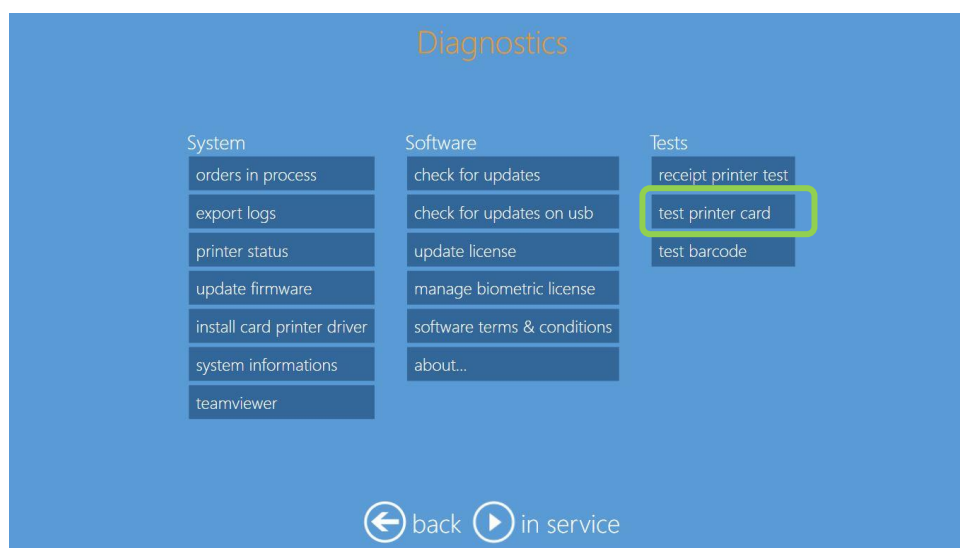 Diagnostics
System
orders in process
export logs
printer status
update firmware
install card printer driver
system informations
teamviewer
Software
check for updates
check for updates on usb
update license
manage biometric license
software terms & conditions
about...
Tests
receipt printer test
test printer card
test barcode
back in service